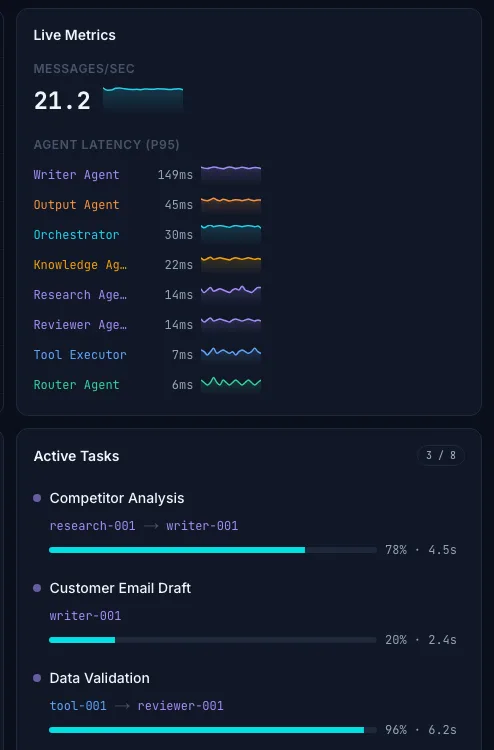 Live Metrics
MESSAGES/SEC
21.2
AGENT LATENCY (P95)
Writer Agent 149ms
Output Agent 45ms
Orchestrator 30ms
Knowledge Ag… 22ms
Research Age… 14ms
Reviewer Age… 14ms
Tool Executor 7ms
Router Agent 6ms
Active Tasks 3 / 8
Competitor Analysis
research-001 → writer-001
78% · 4.5s
Customer Email Draft
writer-001
20% · 2.4s
Data Validation
tool-001 → reviewer-001
96% · 6.2s